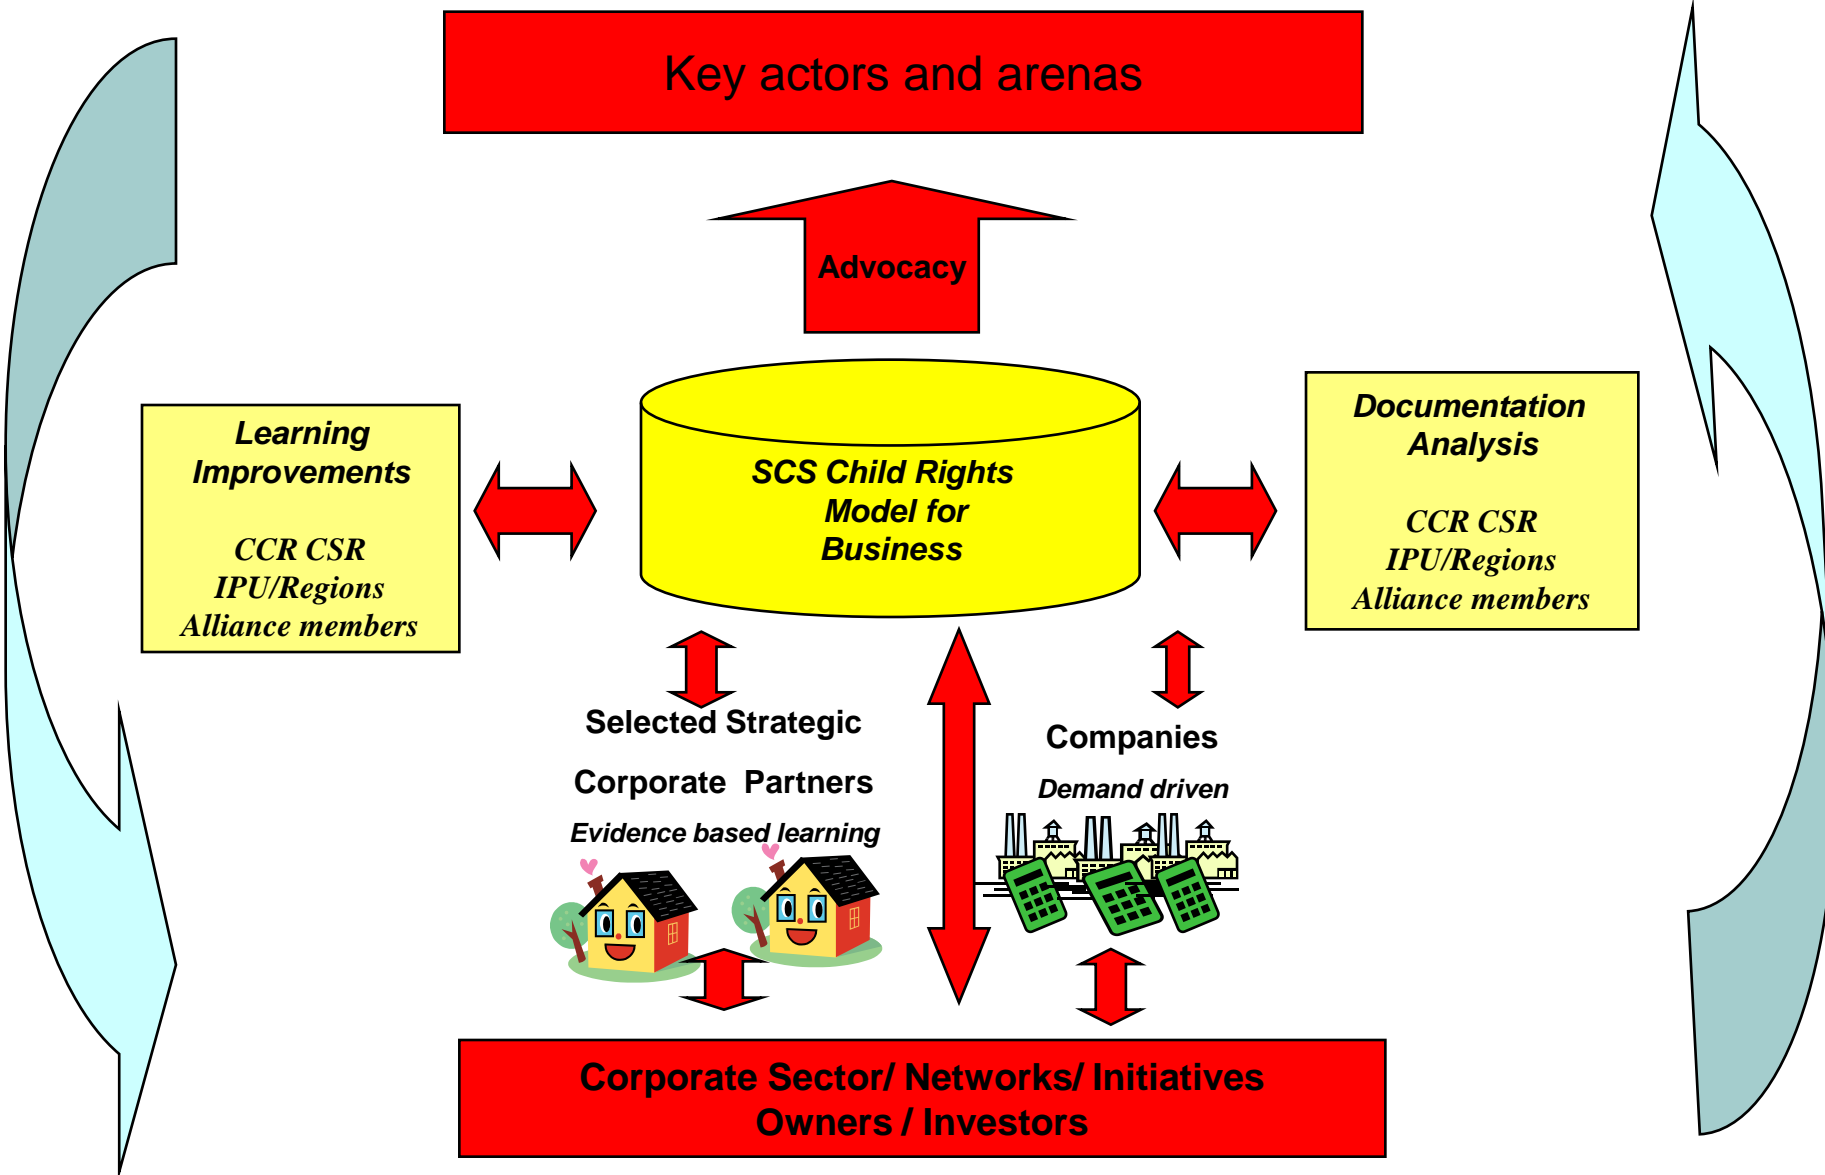 Key actors and arenas
Advocacy
Learning
Improvements
CCR CSR
IPU/Regions
Alliance members
SCS Child Rights
Model for
Business
Documentation
Analysis
CCR CSR
IPU/Regions
Alliance members
Selected Strategic
Corporate Partners
Evidence based learning
Companies
Demand driven
Corporate Sector/ Networks/ Initiatives
Owners / Investors